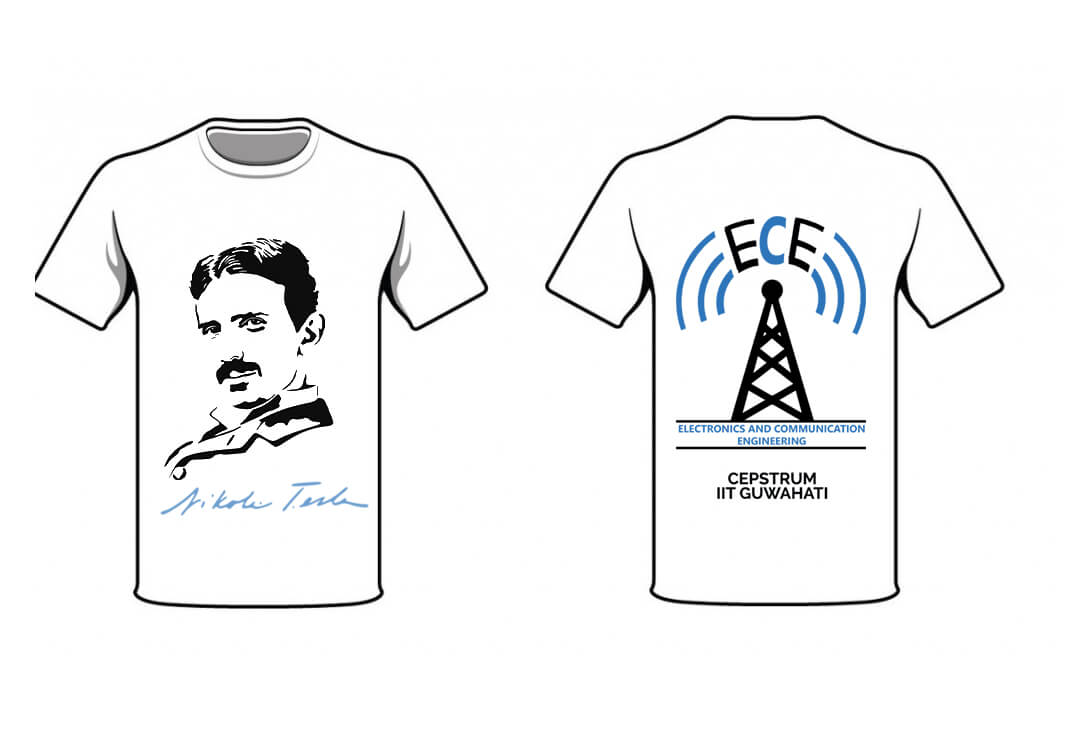 Nikola Tesla
ECE
ELECTRONICS AND COMMUNICATION
ENGINEERING
CEPSTRUM
IIT GUWAHATI